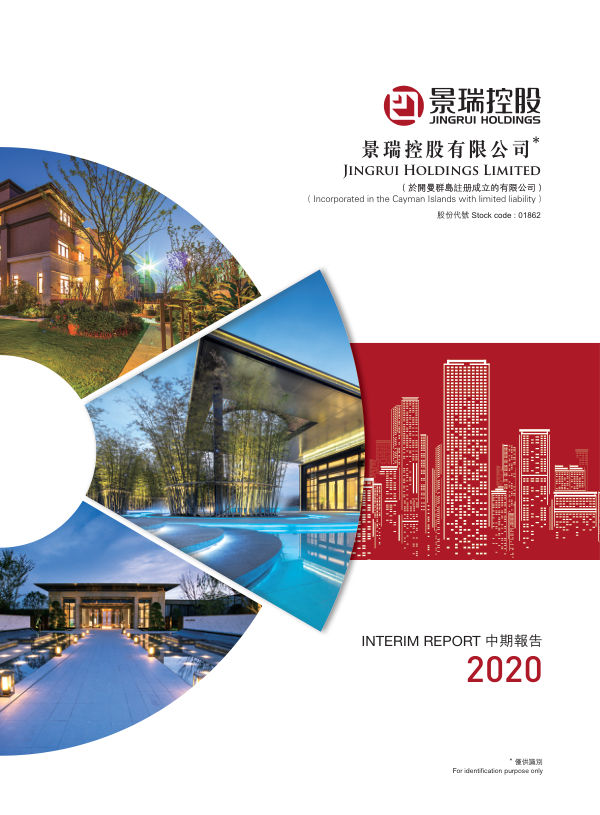 景瑞控股
JINGRUI HOLDINGS
景瑞控股有限公司*
JINGRUI HOLDINGS LIMITED
（於開曼群島註册成立的有限公司）
（Incorporated in the Cayman Islands with limited liability）
股份代號 Stock code : 01862
INTERIM REPORT 中期報告
2020
* 僅供識別
For identification purpose only